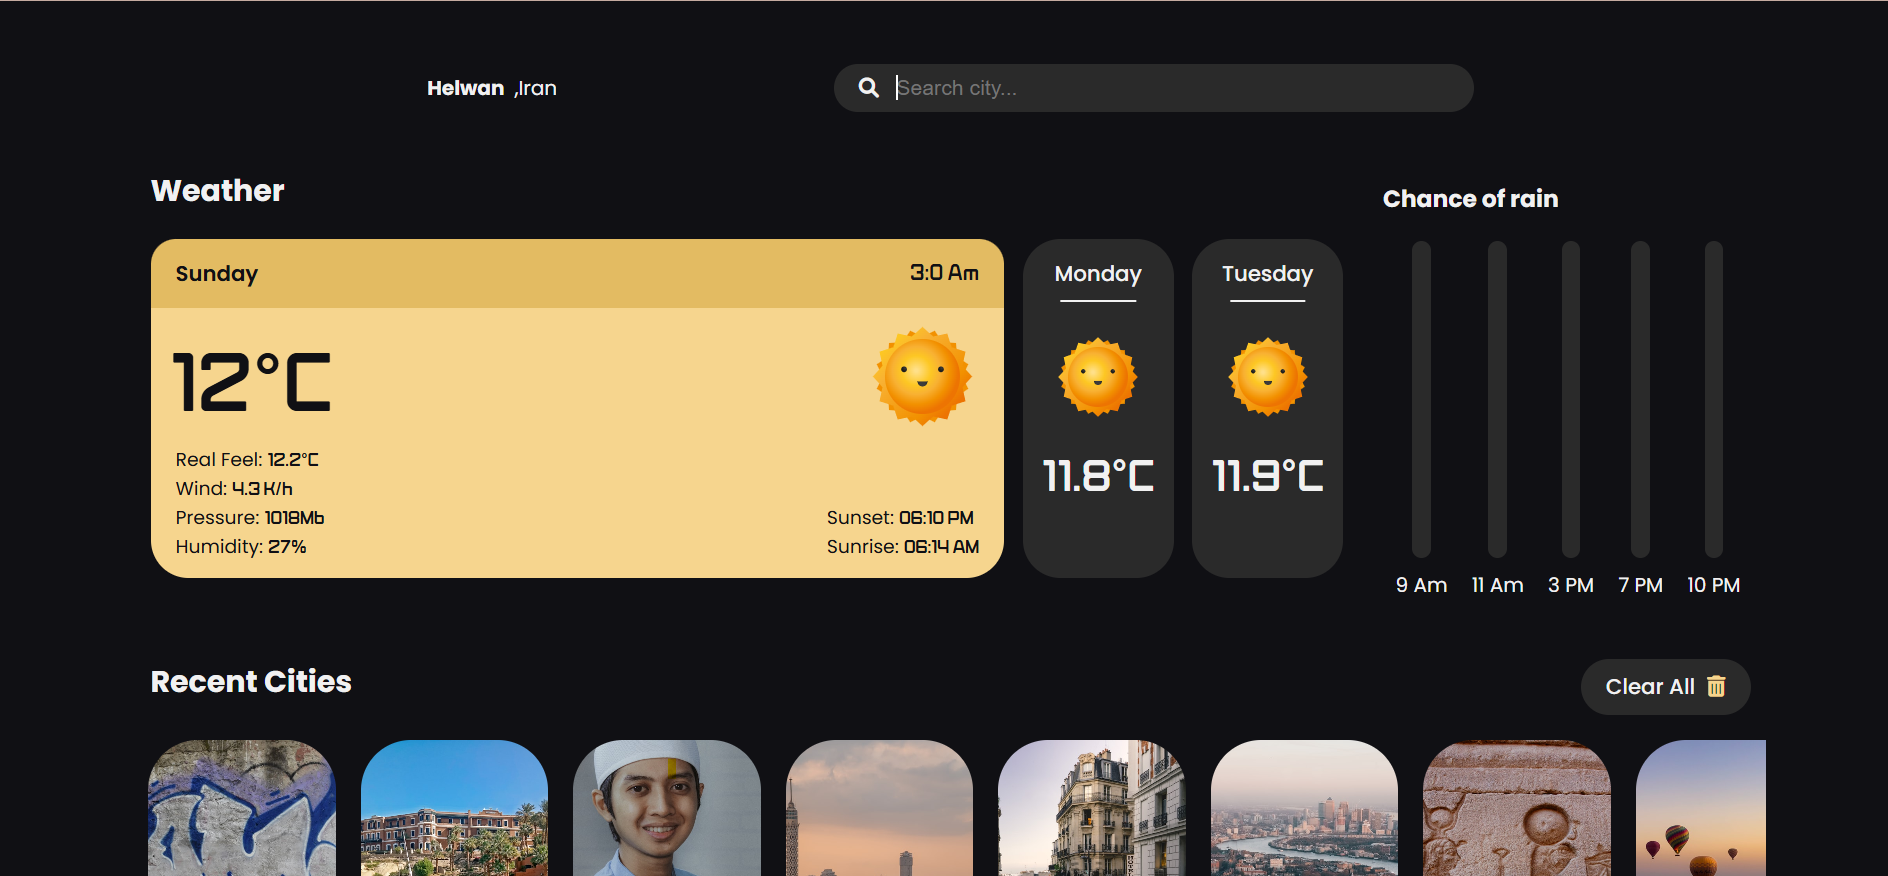 Helwan ,Iran
Search city...
Weather
Chance of rain
Sunday
3:0 Am
12°C
Real Feel: 12.2°C
Wind: 4.3 K/h
Pressure: 1018Mb
Humidity: 27%
Sunset: 06:10 PM
Sunrise: 06:14 AM
Monday
11.8°C
Tuesday
11.9°C
9 Am
11 Am
3 PM
7 PM
10 PM
Recent Cities
Clear All